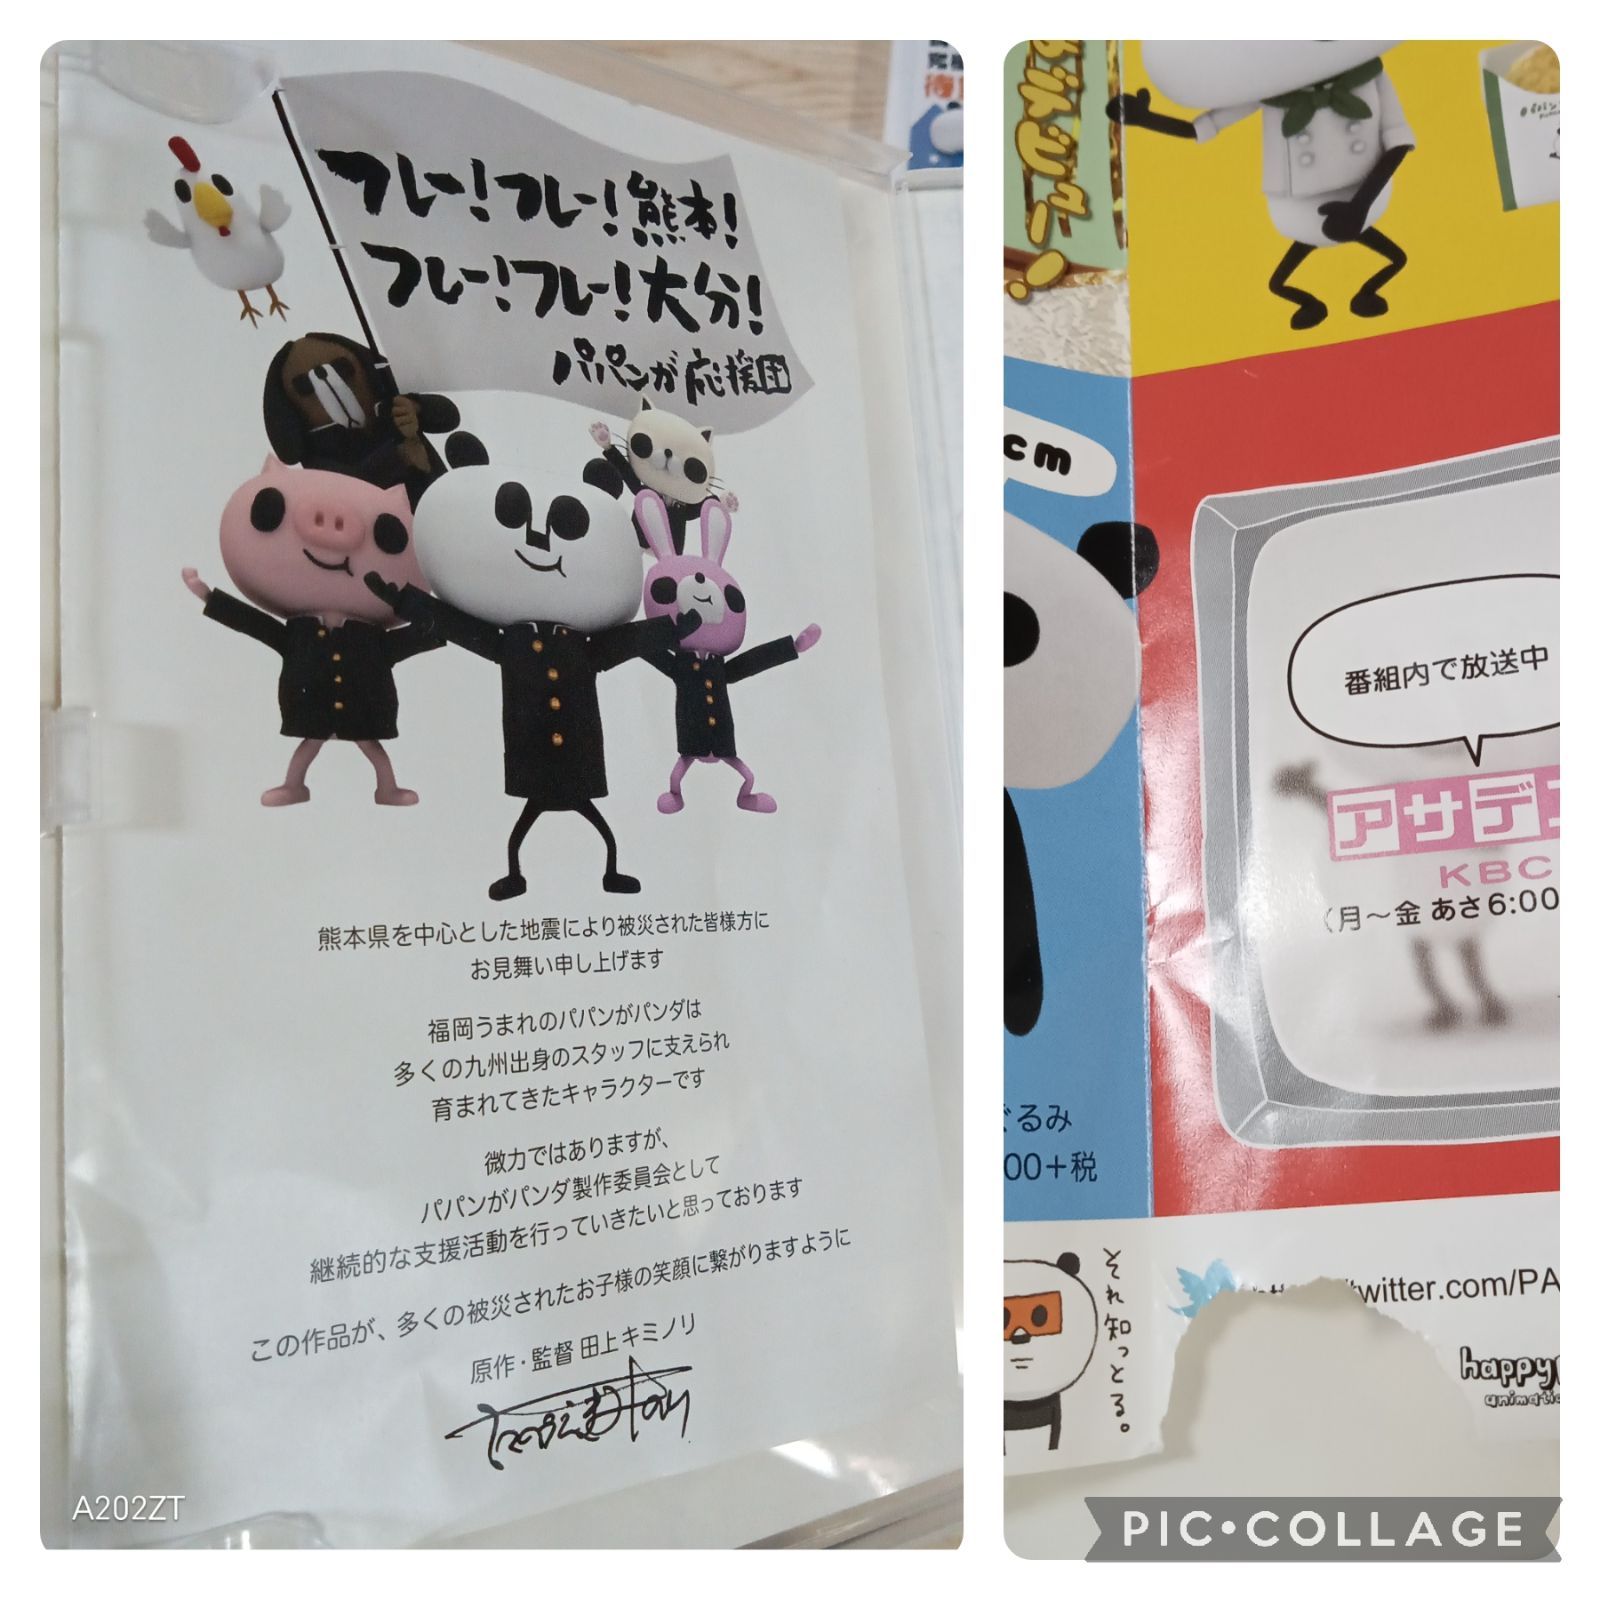 フレー!フレー!熊本!
フレー!フレー!大分!
パパンが応援団
熊本県を中心とした地震により被災された皆様方に
お見舞い申し上げます
福岡うまれのパパンがパンダは
多くの九州出身のスタッフに支えられ
育まれてきたキャラクターです
微力ではありますが、
パパンがパンダ製作委員会として
継続的な支援活動を行っていきたいと思っております
この作品が、多くの被災されたお子様の笑顔に繋がりますように
原作・監督 田上キミノリ
A202ZT
cm
番組内で放送中
アサデ
KBC
(月〜金 あさ6:00
ぐるみ
00+税
それ知っとる。
twitter.com/PA
happy
animatio
PIC•COLLAGE